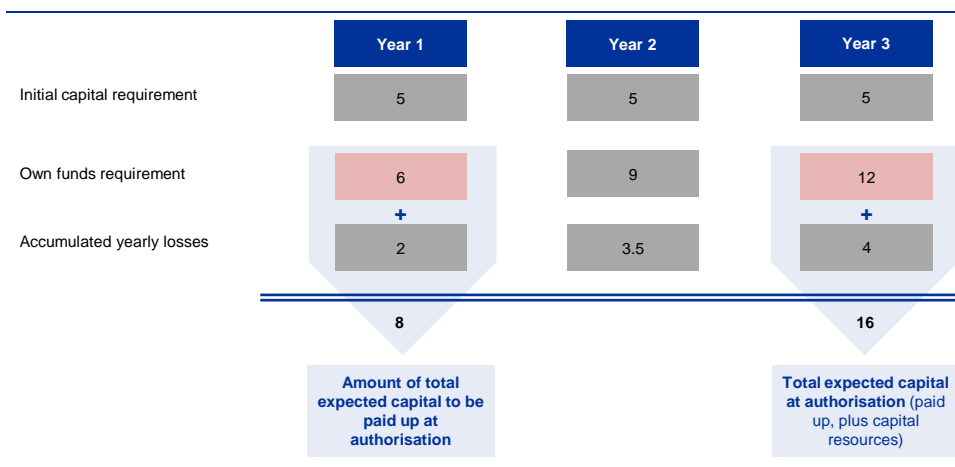 Year 1 Year 2 Year 3
Initial capital requirement 5 5 5
Own funds requirement 6 9 12
+ +
Accumulated yearly losses 2 3.5 4
8 16
Amount of total
expected capital to be
paid up at
authorisation
Total expected capital
at authorisation (paid
up, plus capital
resources)